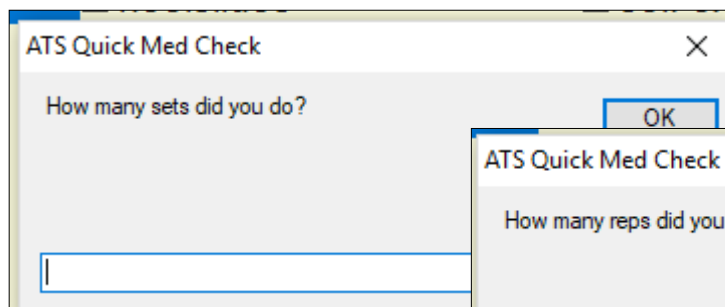 ATS Quick Med Check
How many sets did you do?
OK
ATS Quick Med Check
How many reps did you